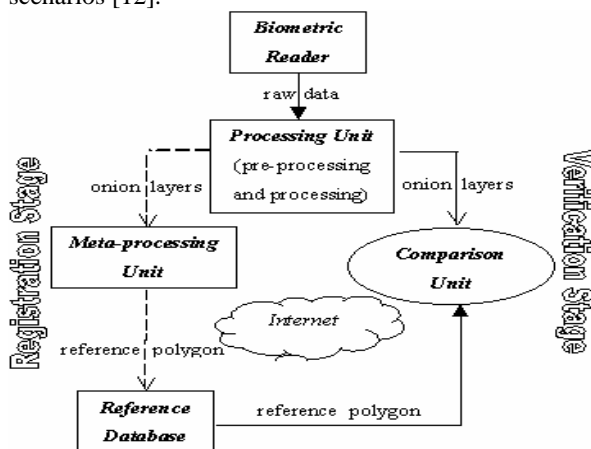 scenarios [12].
Biometric
Reader
raw data
Processing Unit
(pre-processing
and processing)
onion layers
onion layers
Registration Stage
Verification Stage
Meta-processing
Unit
Comparison
Unit
Internet
reference polygon
Reference
Database
reference polygon